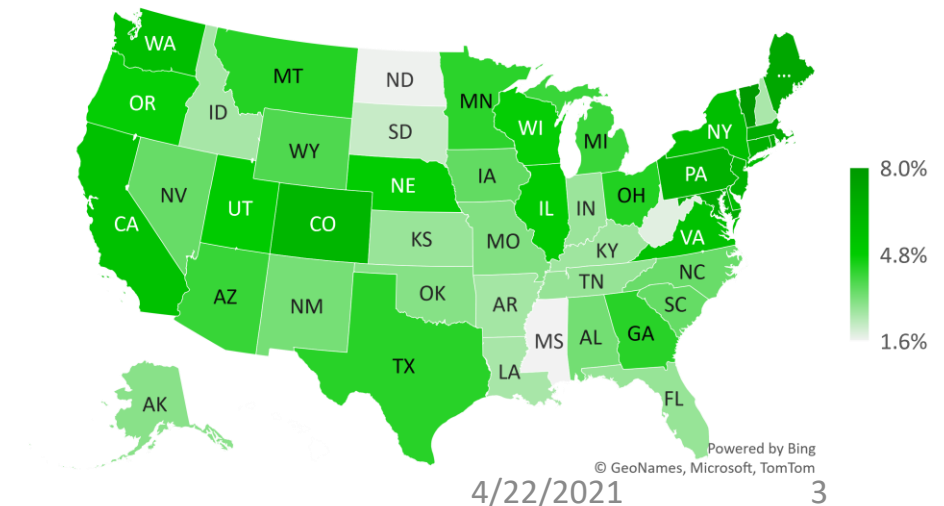 WA
MT
ND
MN
OR
ID
SD
WI
MI
NY
...
WY
NV
UT
CO
NE
IA
IL
IN
OH
PA
CA
KS
MO
KY
VA
AZ
NM
OK
AR
TN
NC
SC
TX
LA
MS
AL
GA
FL
AK
8.0%
4.8%
1.6%
Powered by Bing
© GeoNames, Microsoft, TomTom
4/22/2021
3